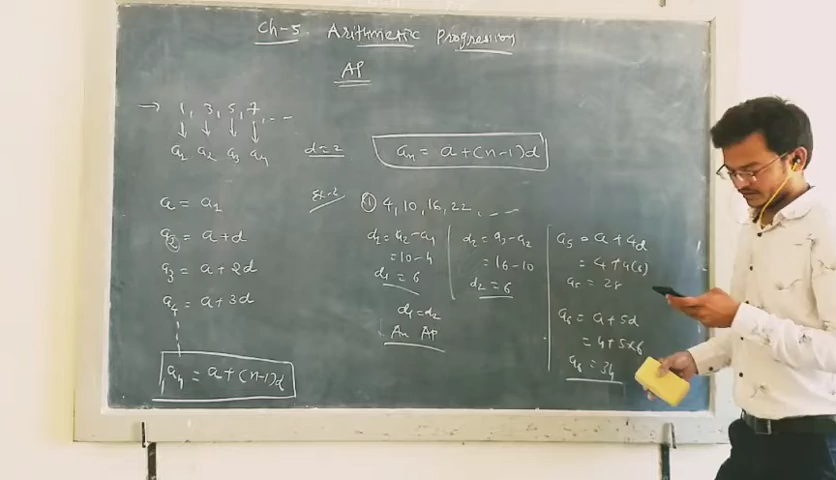 Ch-5. Arithmetic Progression
AP
→ 1, 3, 5, 7, ...
↓ ↓ ↓ ↓
a1 a2 a3 a4
d=2
an = a+(n-1)d
a = a1
a2 = a+d
a3 = a+2d
a4 = a+3d
an = a+(n-1)d
Ex-2
① 4, 10, 16, 22, ...
d1=a2-a1
=10-4
d1=6
d2=a3-a2
=16-10
d2=6
d1=d2
An AP
a5 = a+4d
= 4+4(6)
a5 = 28
a6 = a+5d
= 4+5×6
a6 = 34